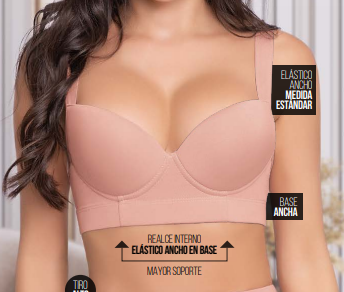 ELÁSTICO
ANCHO
MEDIDA
ESTÁNDAR
BASE
ANCHA
REALCE INTERNO
ELÁSTICO ANCHO EN BASE
MAYOR SOPORTE
TIRO